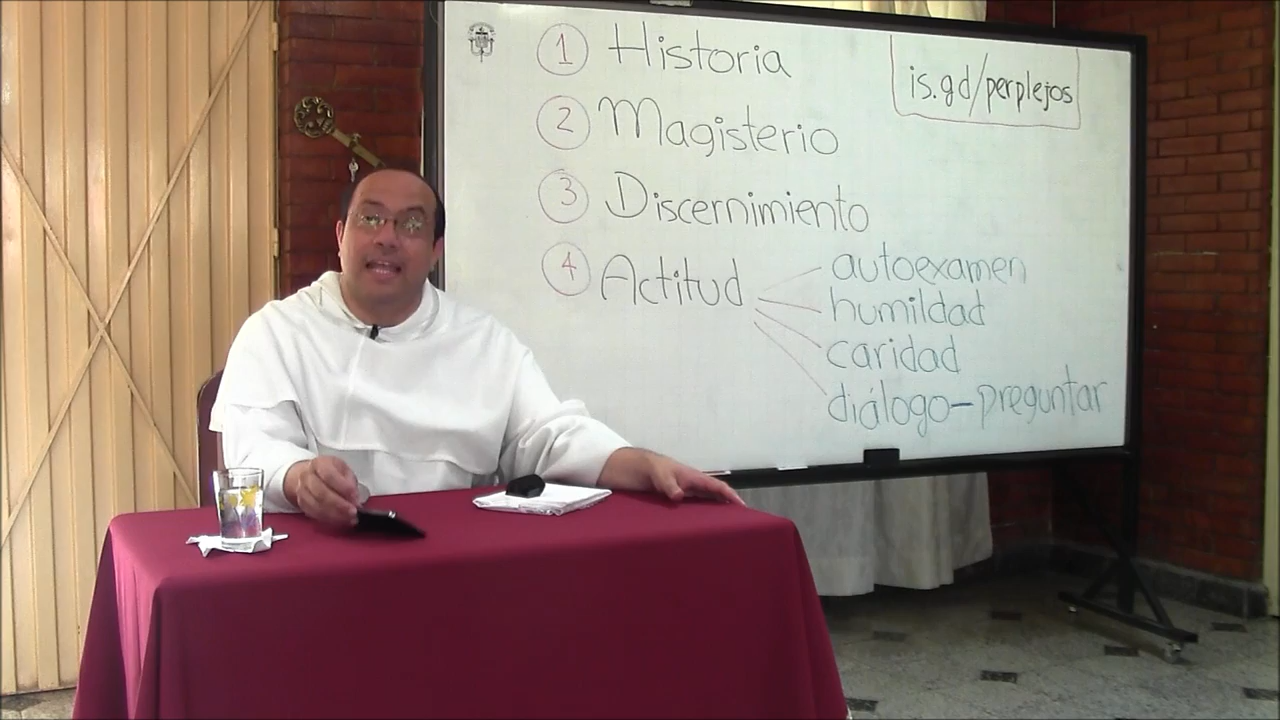 1 Historia
is.gd/perplejos
2 Magisterio
3 Discernimiento
4 Actitud
autoexamen
humildad
caridad
diálogo-preguntar